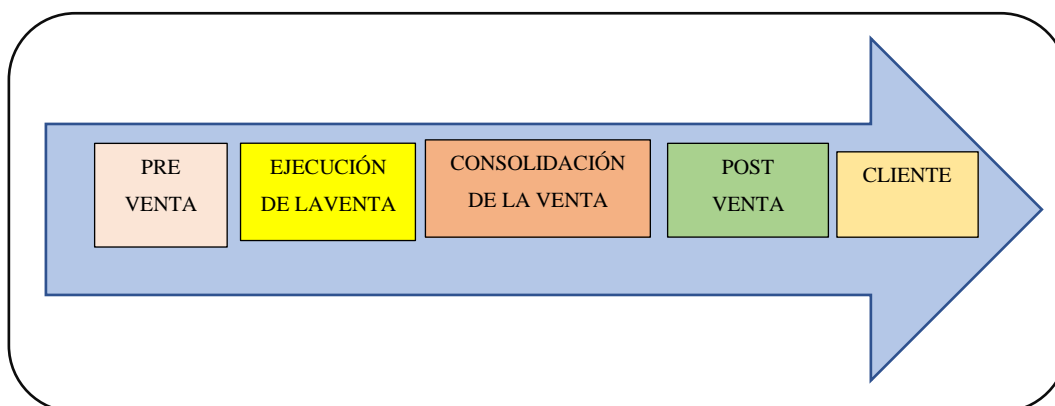 PRE
VENTA
EJECUCIÓN
DE LAVENTA
CONSOLIDACIÓN
DE LA VENTA
POST
VENTA
CLIENTE